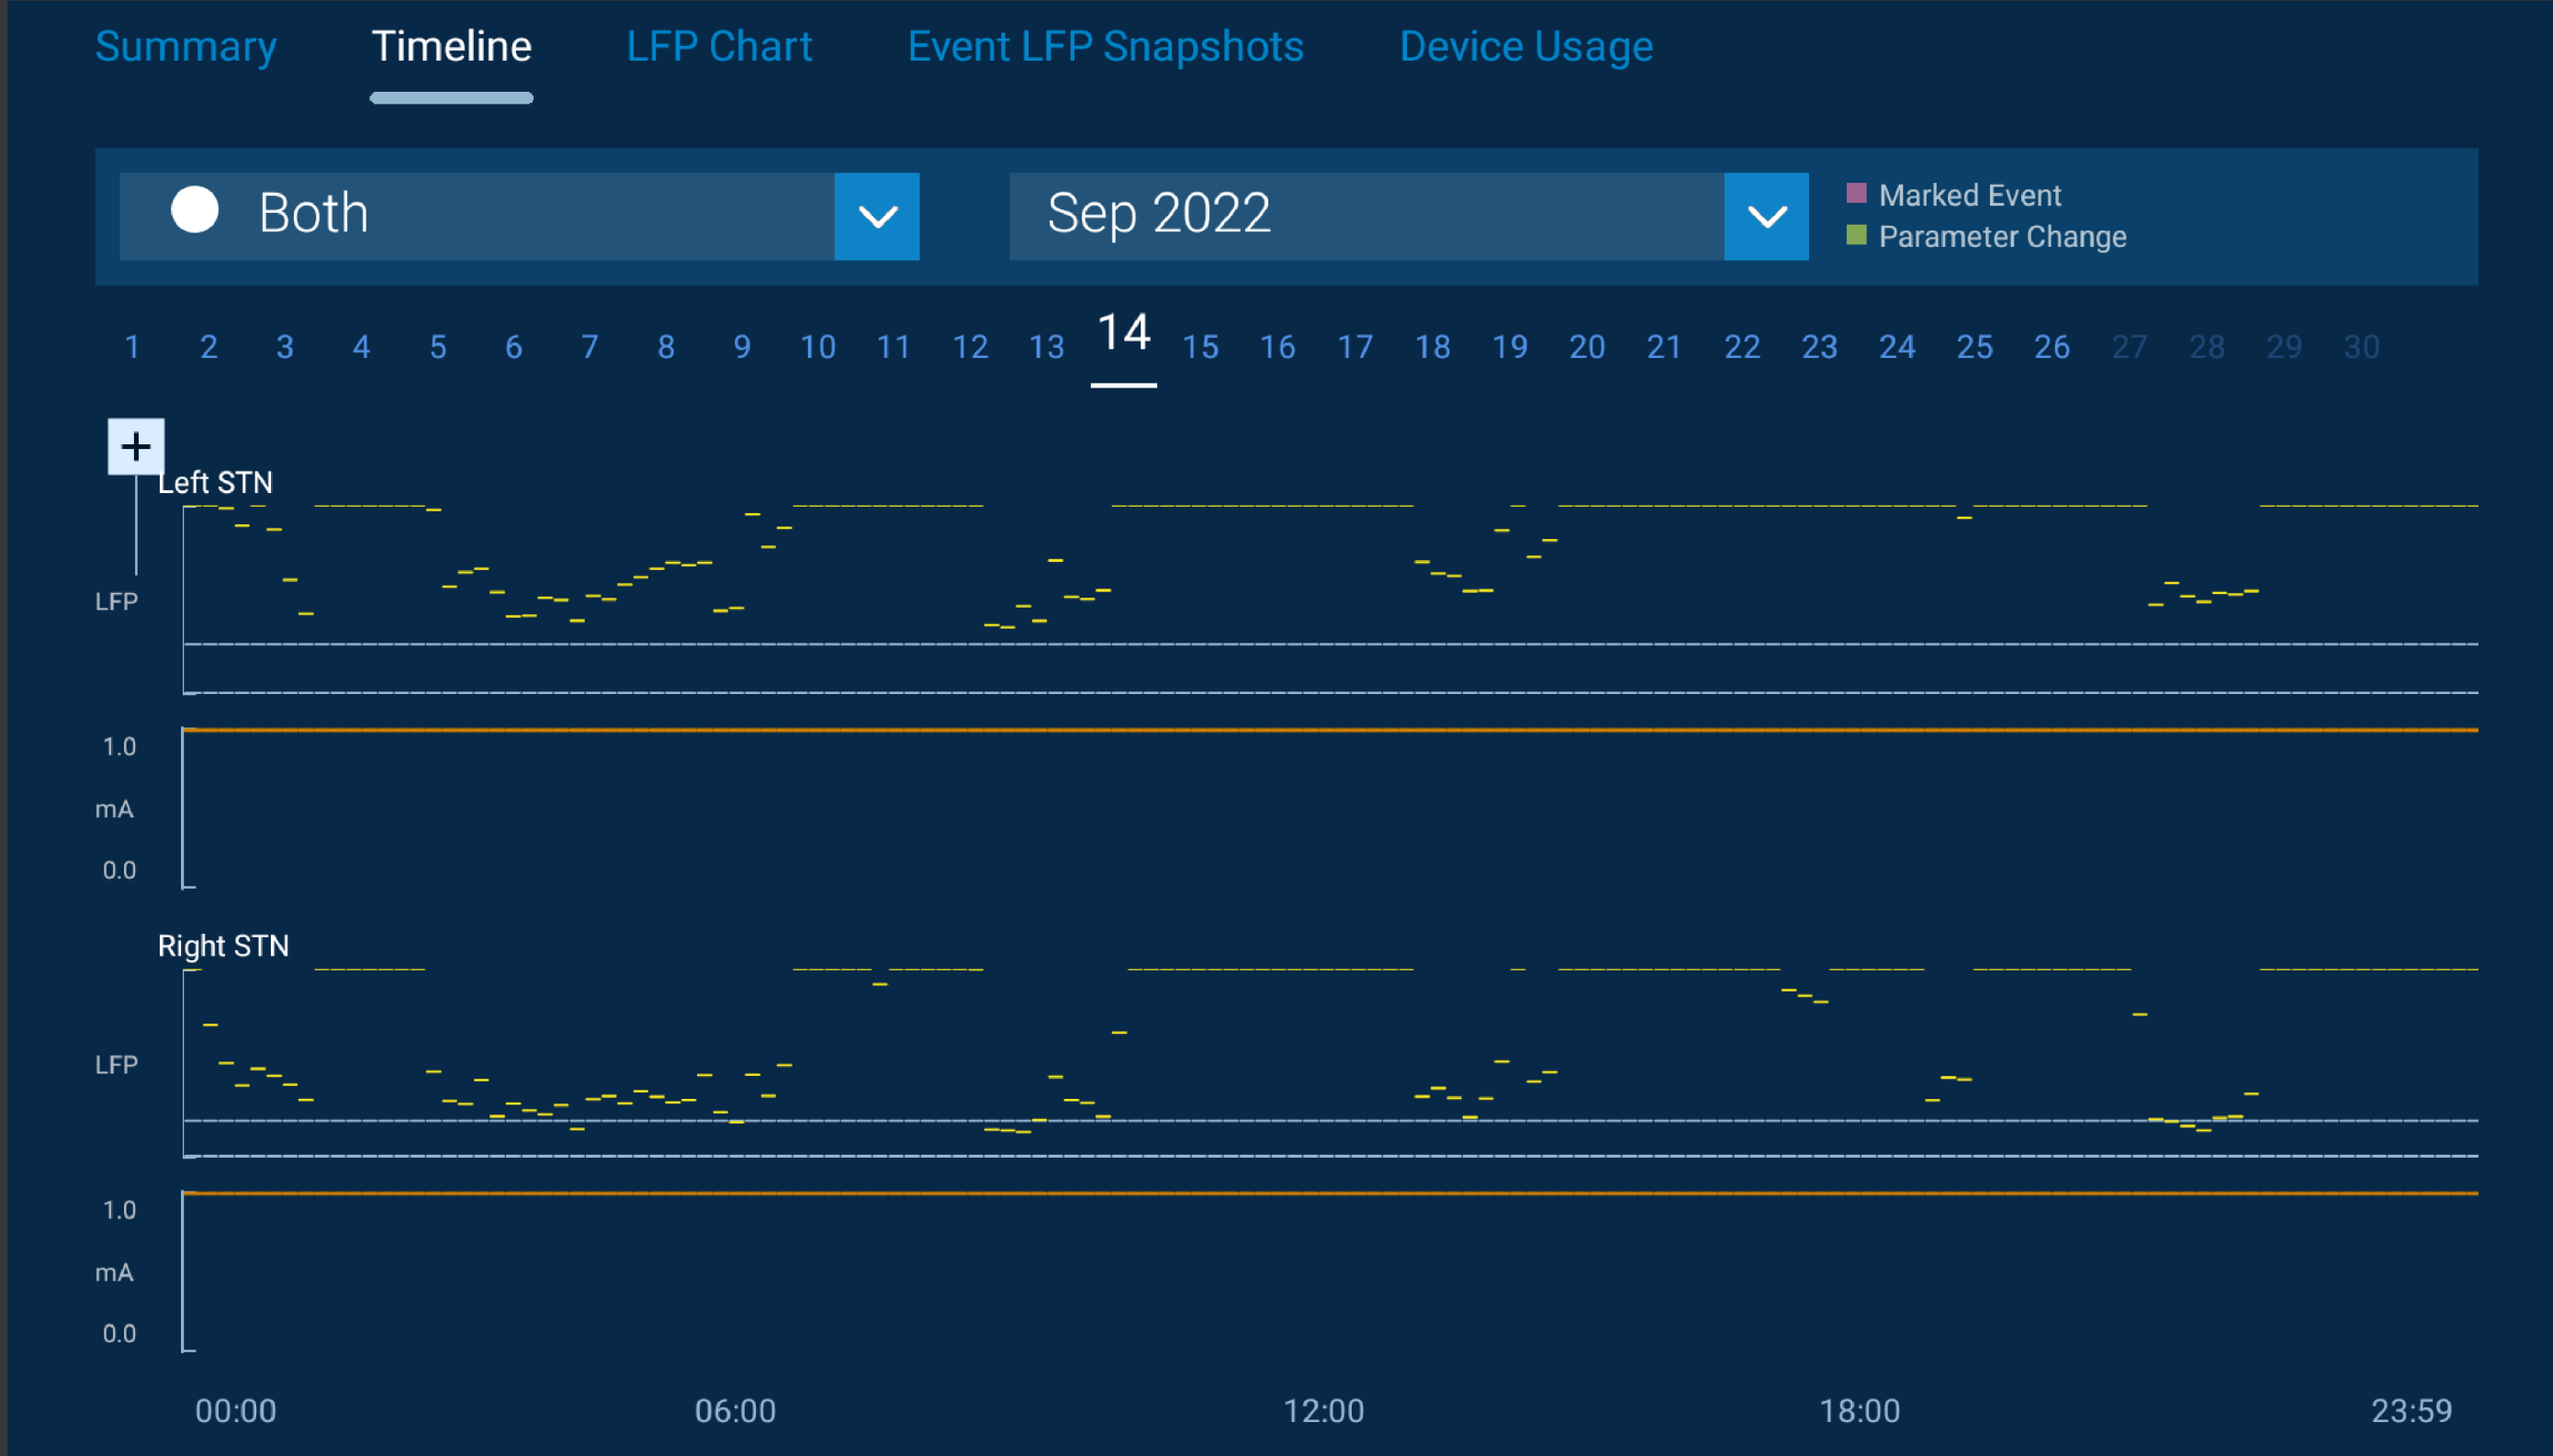 Summary Timeline LFP Chart Event LFP Snapshots Device Usage
Both Sep 2022 Marked Event
Parameter Change
1 2 3 4 5 6 7 8 9 10 11 12 13 14 15 16 17 18 19 20 21 22 23 24 25 26 27 28 29 30
+
Left STN
LFP
1.0
mA
0.0
Right STN
LFP
1.0
mA
0.0
00:00 06:00 12:00 18:00 23:59